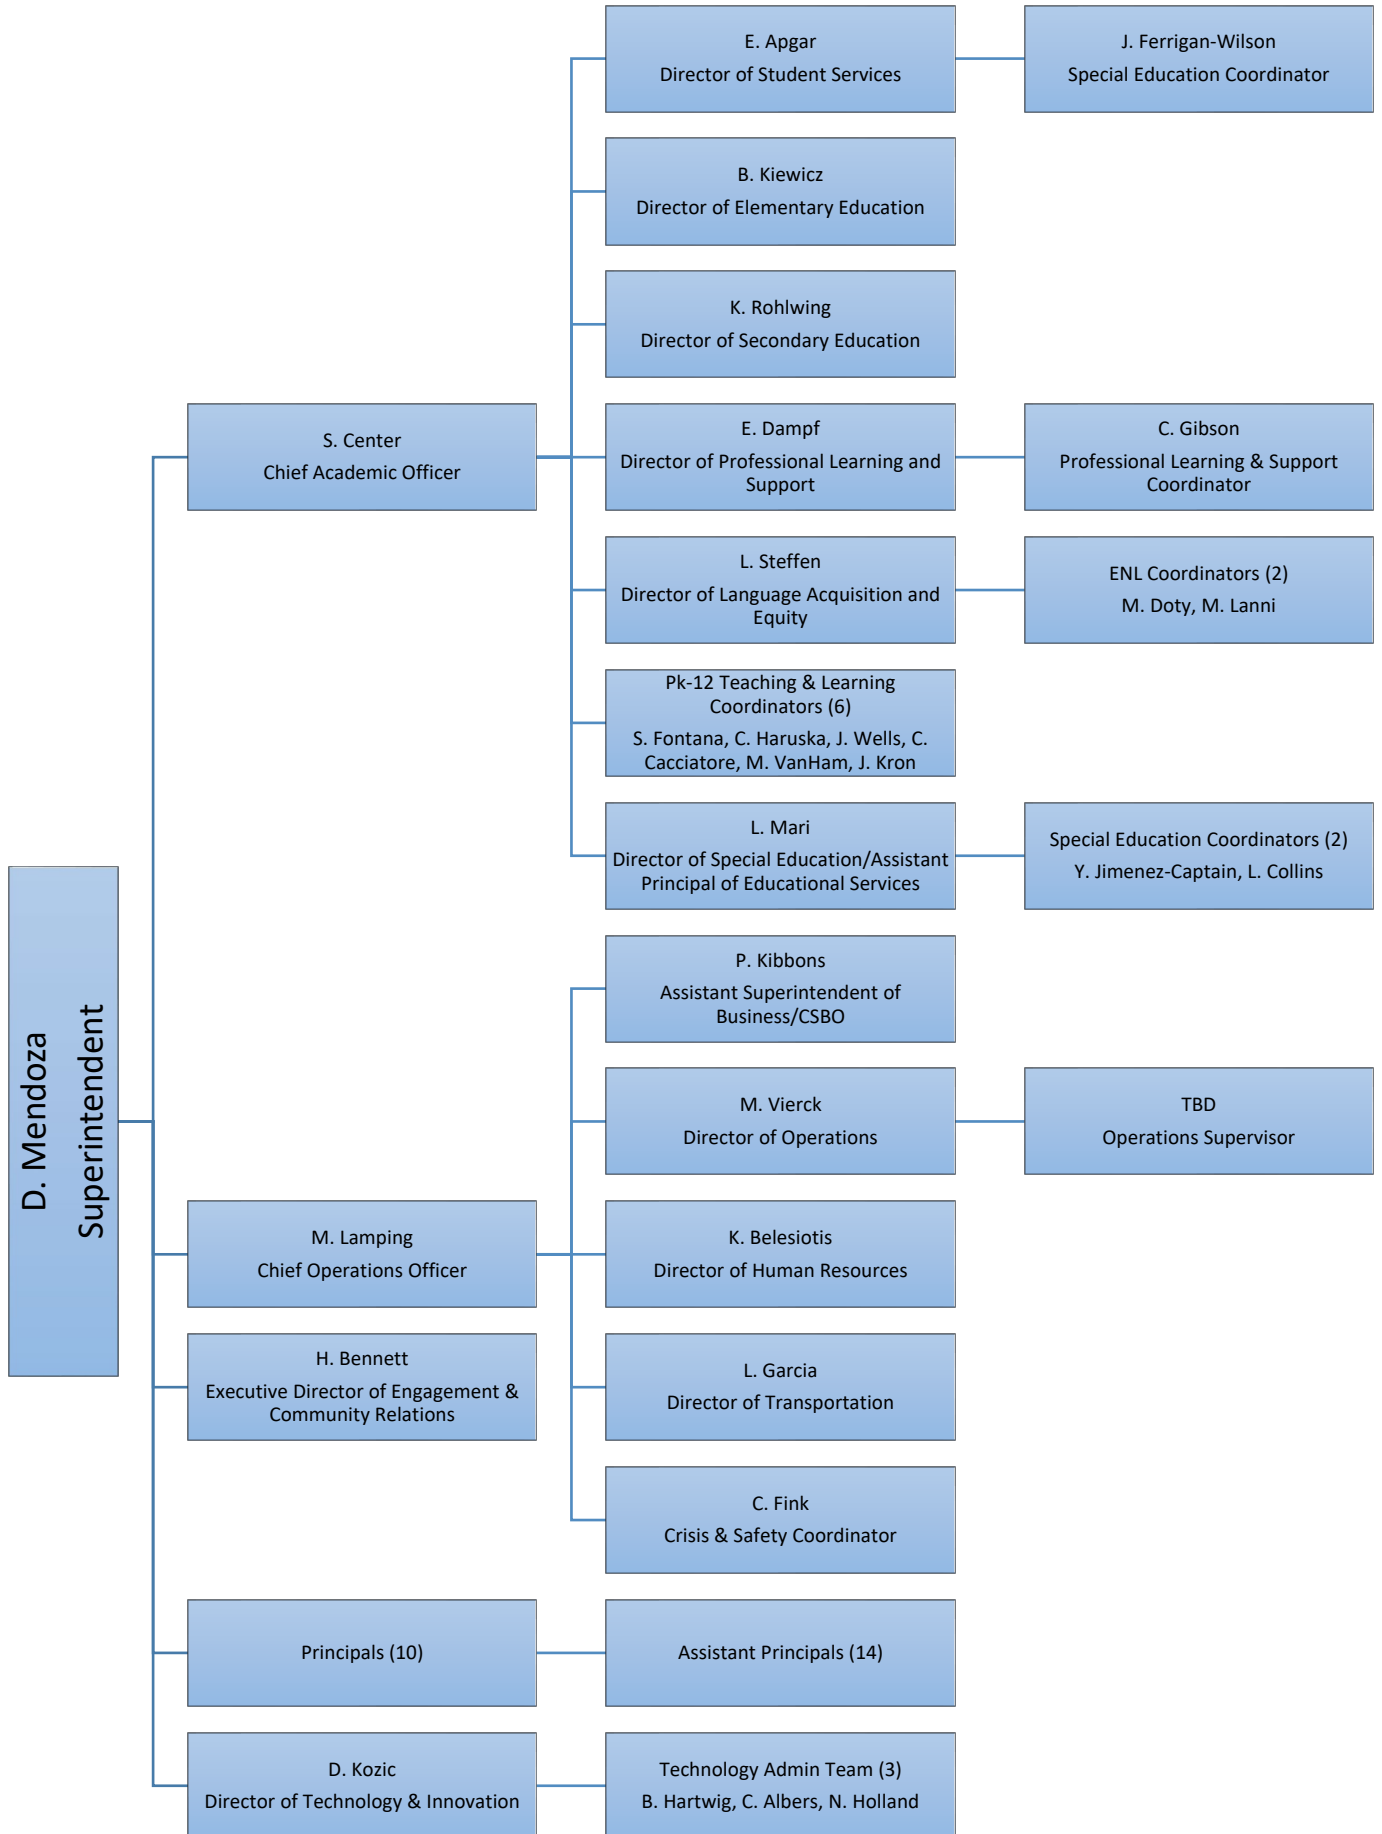 E. Apgar
Director of Student Services
J. Ferrigan-Wilson
Special Education Coordinator
B. Kiewicz
Director of Elementary Education
K. Rohlwing
Director of Secondary Education
S. Center
Chief Academic Officer
E. Dampf
Director of Professional Learning and
Support
C. Gibson
Professional Learning & Support
Coordinator
L. Steffen
Director of Language Acquisition and
Equity
ENL Coordinators (2)
M. Doty, M. Lanni
Pk-12 Teaching & Learning
Coordinators (6)
S. Fontana, C. Haruska, J. Wells, C.
Cacciatore, M. VanHam, J. Kron
L. Mari
Director of Special Education/Assistant
Principal of Educational Services
Special Education Coordinators (2)
Y. Jimenez-Captain, L. Collins
D. Mendoza
Superintendent
P. Kibbons
Assistant Superintendent of
Business/CSBO
M. Vierck
Director of Operations
TBD
Operations Supervisor
M. Lamping
Chief Operations Officer
K. Belesiotis
Director of Human Resources
H. Bennett
Executive Director of Engagement &
Community Relations
L. Garcia
Director of Transportation
C. Fink
Crisis & Safety Coordinator
Principals (10)
Assistant Principals (14)
D. Kozic
Director of Technology & Innovation
Technology Admin Team (3)
B. Hartwig, C. Albers, N. Holland